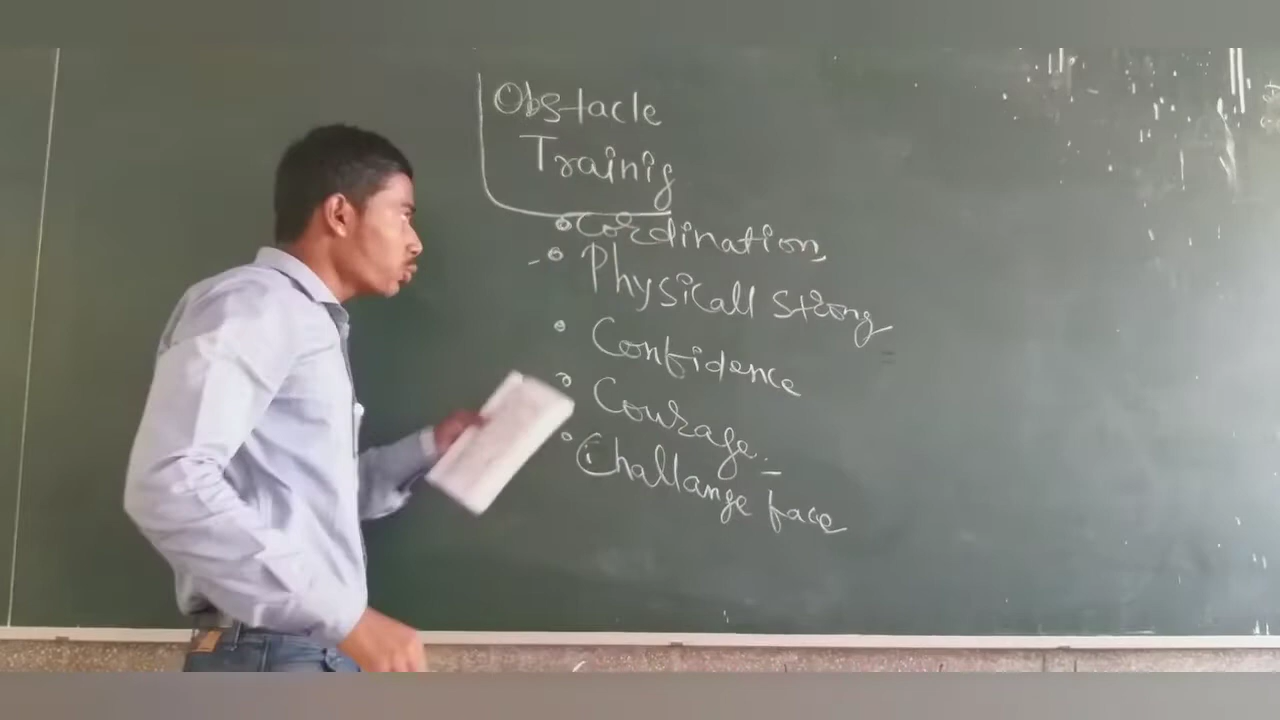 Obstacle
Trainig
Cordination,
Physicall strong
Confidence
Courage.
Challange face